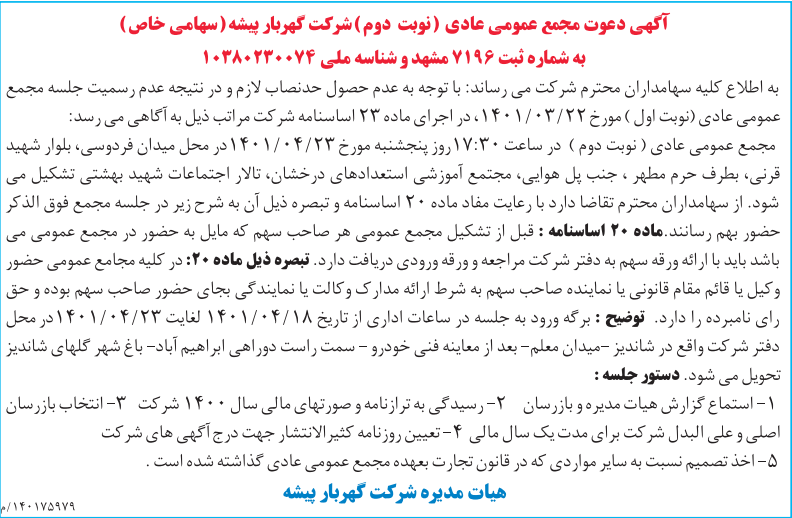 آگهی دعوت مجمع عمومی عادی (نوبت دوم) شرکت گهربار پیشه (سهامی خاص)
به شماره ثبت ۷۱۹۶ مشهد و شناسه ملی ۱۰۳۸۰۲۳۰۰۷۴
به اطلاع کلیه سهامداران محترم شرکت می رساند: با توجه به عدم حصول حدنصاب لازم و در نتیجه عدم رسمیت جلسه مجمع
عمومی عادی (نوبت اول) مورخ ۱۴۰۱/۰۳/۲۲، در اجرای ماده ۲۳ اساسنامه شرکت مراتب ذیل به آگاهی می رسد:
مجمع عمومی عادی (نوبت دوم) در ساعت ۱۷:۳۰روز پنجشنبه مورخ ۱۴۰۱/۰۴/۲۳در محل میدان فردوسی، بلوار شهید
قرنی، بطرف حرم مطهر ، جنب پل هوایی، مجتمع آموزشی استعدادهای درخشان، تالار اجتماعات شهید بهشتی تشکیل می
شود. از سهامداران محترم تقاضا دارد با رعایت مفاد ماده ۲۰ اساسنامه و تبصره ذیل آن به شرح زیر در جلسه مجمع فوق الذکر
حضور بهم رسانند.ماده ۲۰ اساسنامه : قبل از تشکیل مجمع عمومی هر صاحب سهم که مایل به حضور در مجمع عمومی می
باشد باید با ارائه ورقه سهم به دفتر شرکت مراجعه و ورقه ورودی دریافت دارد. تبصره ذیل ماده ۲۰: در کلیه مجامع عمومی حضور
وکیل یا قائم مقام قانونی یا نماینده صاحب سهم به شرط ارائه مدارک وکالت یا نمایندگی بجای حضور صاحب سهم بوده و حق
رای نامبرده را دارد. توضیح : برگه ورود به جلسه در ساعات اداری از تاریخ ۱۴۰۱/۰۴/۱۸ لغایت ۱۴۰۱/۰۴/۲۳در محل
دفتر شرکت واقع در شاندیز -میدان معلم- بعد از معاینه فنی خودرو - سمت راست دوراهی ابراهیم آباد- باغ شهر گلهای شاندیز
تحویل می شود. دستور جلسه :
۱- استماع گزارش هیات مدیره و بازرسان ۲- رسیدگی به ترازنامه و صورتهای مالی سال ۱۴۰۰ شرکت ۳- انتخاب بازرسان
اصلی و علی البدل شرکت برای مدت یک سال مالی ۴- تعیین روزنامه کثیرالانتشار جهت درج آگهی های شرکت
۵- اخذ تصمیم نسبت به سایر مواردی که در قانون تجارت بعهده مجمع عمومی عادی گذاشته شده است .
هیات مدیره شرکت گهربار پیشه
۱۴۰۱۷۵۹۷۹/م